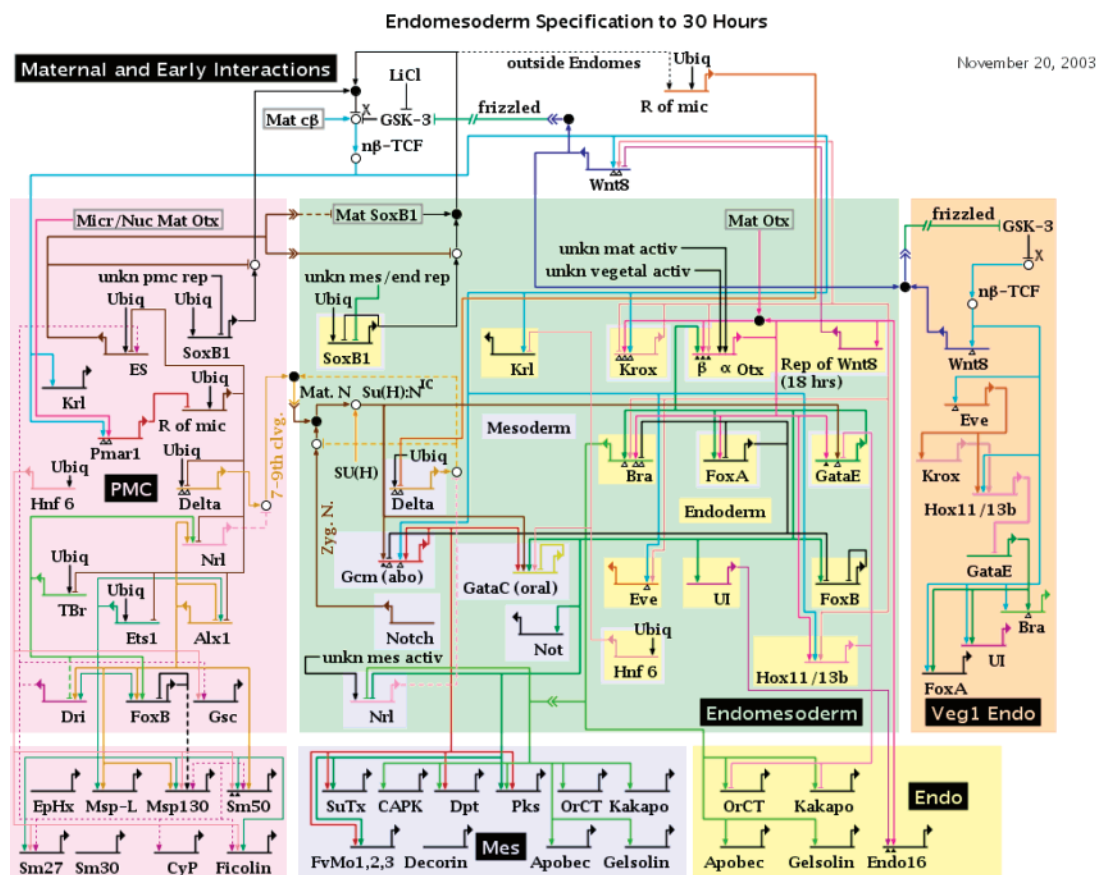 Endomesoderm Specification to 30 Hours
November 20, 2003
Maternal and Early Interactions
outside Endomes
Ubiq
R of mic
LiCl
χ
GSK-3
frizzled
Mat cβ
nβ-TCF
Wnt8
Micr/Nuc Mat Otx
Mat SoxB1
Mat Otx
frizzled
GSK-3
χ
unkn mat activ
unkn vegetal activ
unkn pmc rep
unkn mes/end rep
Ubiq
Ubiq
Ubiq
nβ-TCF
SoxB1
SoxB1
ES
Krl
Krox
β α Otx
Rep of Wnt8
(18 hrs)
Wnt8
Krl
Ubiq
R of mic
Mat. N
Su(H):N
IC
Eve
Pmar1
Mesoderm
Krox
Ubiq
Hnf 6
PMC
Ubiq
Delta
7-9th clvg.
SU(H)
Ubiq
Delta
Bra
FoxA
GataE
Hox11/13b
Endoderm
Nrl
Zyg. N.
GataE
Ubiq
TBr
Ubiq
Ets1
Alx1
Gcm (abo)
GataC (oral)
Eve
UI
FoxB
Bra
Notch
Not
Ubiq
Hnf 6
UI
unkn mes activ
Hox11/13b
FoxA
Dri
FoxB
Gsc
Nrl
Endomesoderm
Veg1 Endo
EpHx
Msp-L
Msp130
Sm50
SuTx
CAPK
Dpt
Pks
OrCT
Kakapo
OrCT
Kakapo
Endo
Sm27
Sm30
CyP
Ficolin
FvMo1,2,3
Decorin
Mes
Apobec
Gelsolin
Apobec
Gelsolin
Endo16